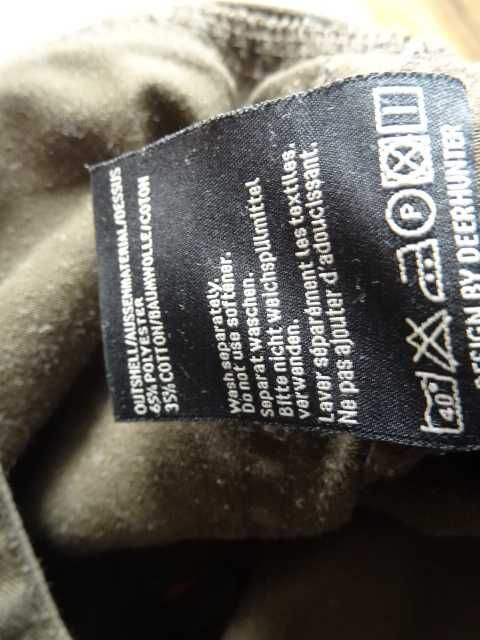 OUTSHELL/AUSSENMATERIAL/DESSUS
65% POLYESTER
35% COTTON/BAUMWOLLE/COTON
Wash separately.
Do not use softener.
Separat waschen.
Bitte nicht weichspülmittel
verwenden.
Laver séparément les textiles.
Ne pas ajouter d'adoucissant.
40°
P
DESIGN BY DEERHUNTER